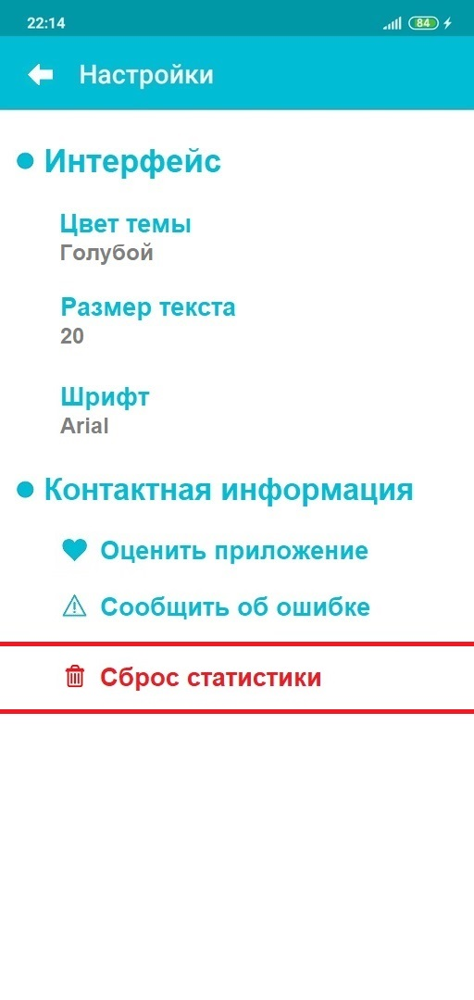 22:14
84
Настройки
Интерфейс
Цвет темы
Голубой
Размер текста
20
Шрифт
Arial
Контактная информация
Оценить приложение
Сообщить об ошибке
Сброс статистики